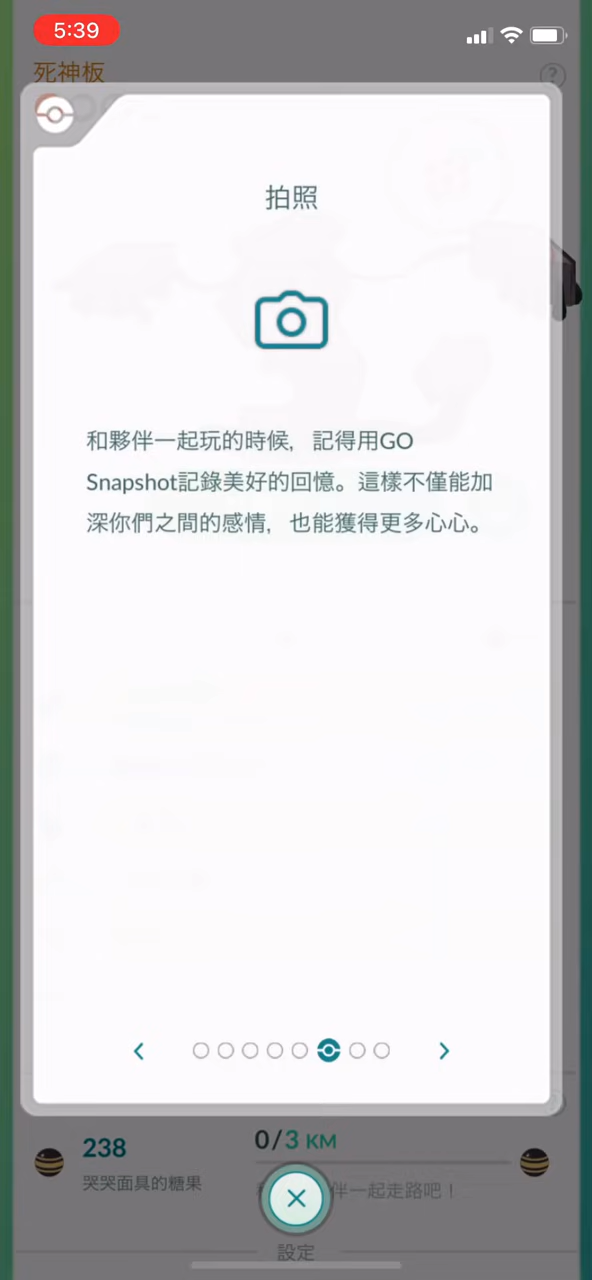 5:39
死神板
?
拍照
和夥伴一起玩的時候，記得用GO
Snapshot記錄美好的回憶。這樣不僅能加
深你們之間的感情，也能獲得更多心心。
238
哭哭面具的糖果
0/3 KM
伴一起走路吧！
設定